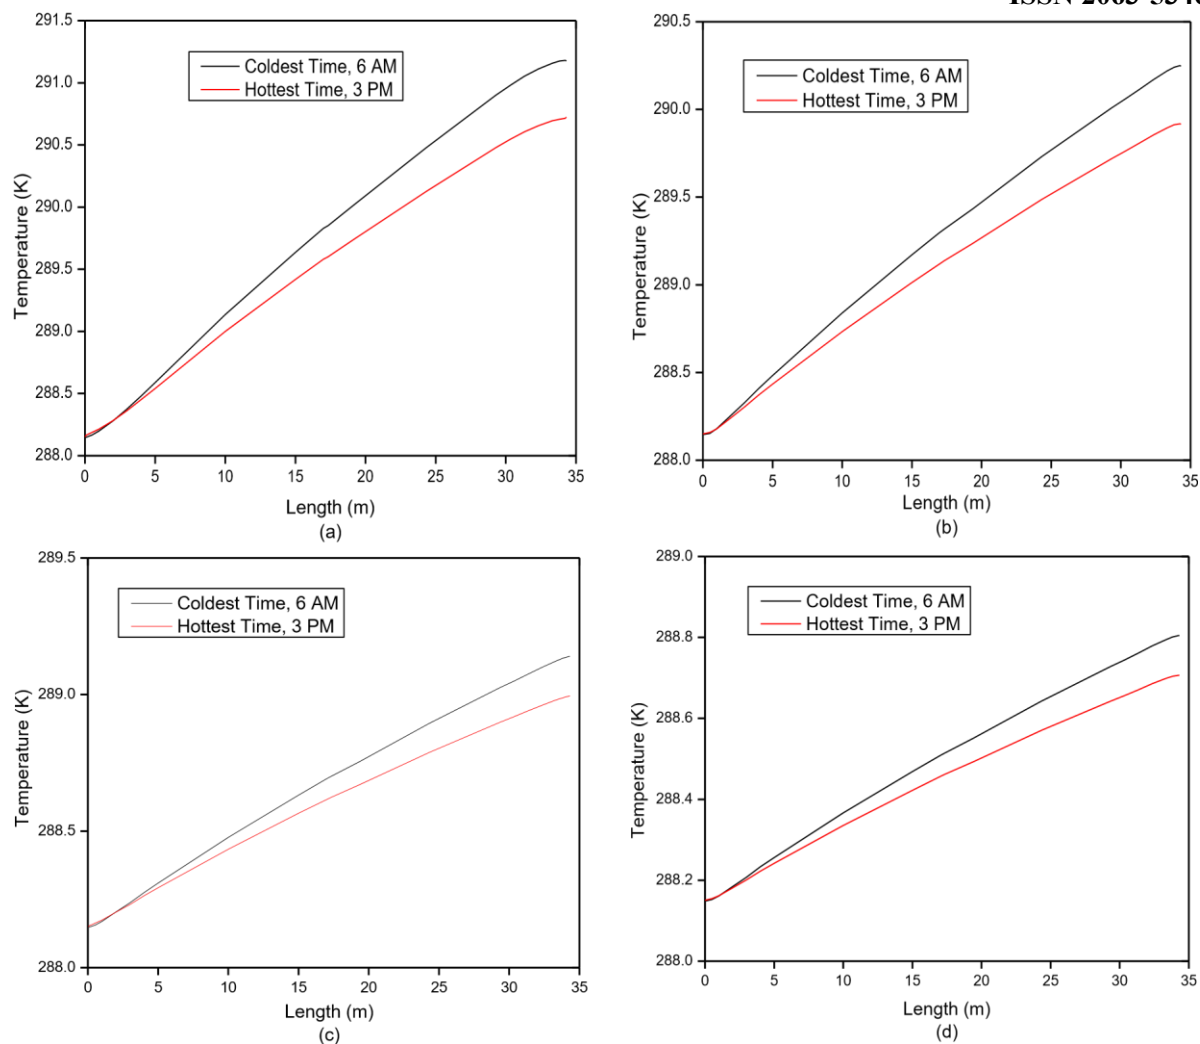 291.5
291.0
290.5
290.0
289.5
289.0
288.5
288.0
Temperature (K)
Coldest Time, 6 AM
Hottest Time, 3 PM
0 5 10 15 20 25 30 35
Length (m)
(a)
290.5
290.0
289.5
289.0
288.5
288.0
Temperature (K)
Coldest Time, 6 AM
Hottest Time, 3 PM
0 5 10 15 20 25 30 35
Length (m)
(b)
289.5
289.0
288.5
288.0
Temperature (K)
Coldest Time, 6 AM
Hottest Time, 3 PM
0 5 10 15 20 25 30 35
Length (m)
(c)
289.0
288.8
288.6
288.4
288.2
288.0
Temperature (K)
Coldest Time, 6 AM
Hottest Time, 3 PM
0 5 10 15 20 25 30 35
Length (m)
(d)